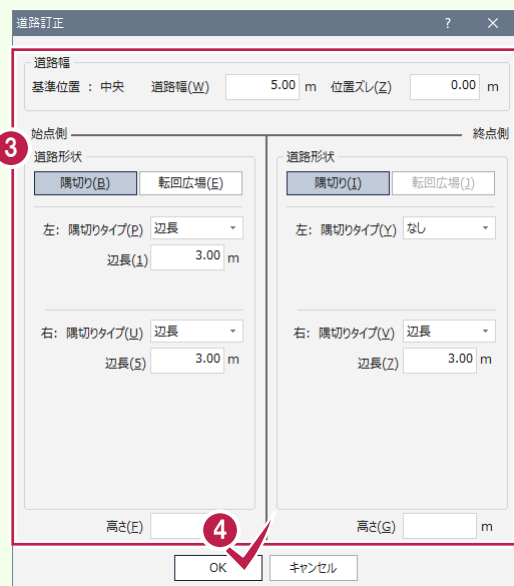 道路訂正 ? ×
道路幅
基準位置 : 中央 道路幅(W) 5.00 m 位置ズレ(Z) 0.00 m
3
始点側 終点側
道路形状 道路形状
隅切り(B) 転回広場(E) 隅切り(I) 転回広場(J)
左: 隅切りタイプ(P) 辺長 左: 隅切りタイプ(Y) なし
辺長(1) 3.00 m
右: 隅切りタイプ(U) 辺長 右: 隅切りタイプ(V) 辺長
辺長(5) 3.00 m 辺長(7) 3.00 m
高さ(F) 高さ(G) m
4
OK キャンセル